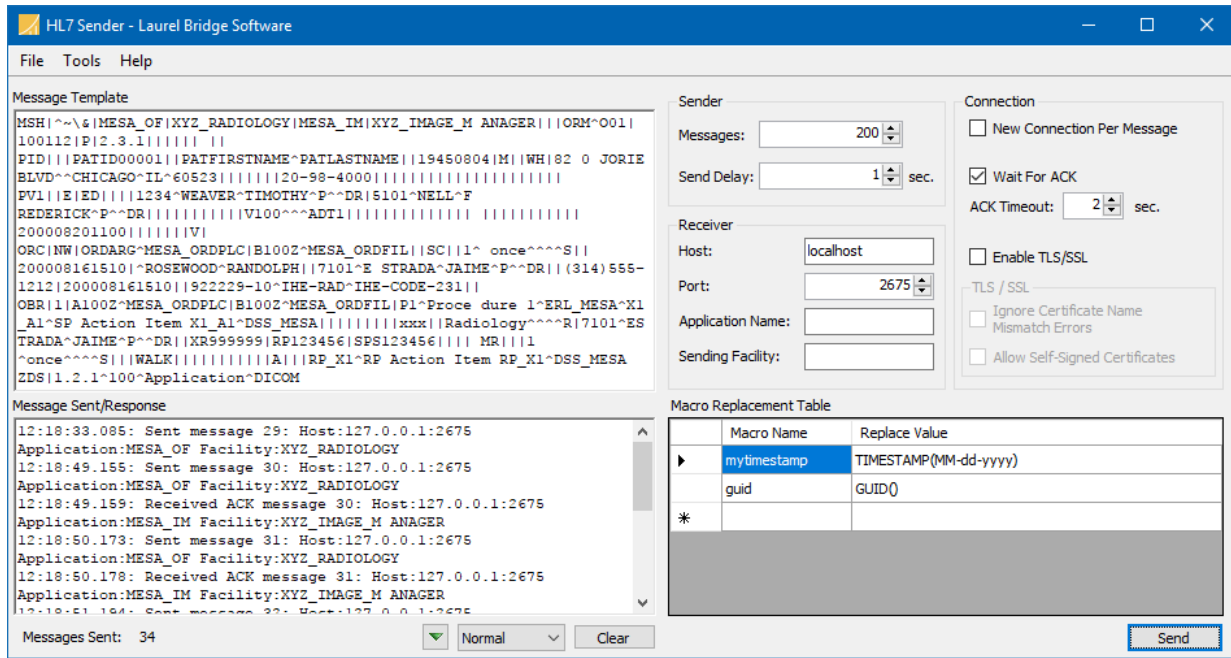 HL7 Sender - Laurel Bridge Software
File Tools Help
Message Template
MSH|^~\&|MESA_OF|XYZ_RADIOLOGY|MESA_IM|XYZ_IMAGE_M ANAGER|||ORM^O01|
100112|P|2.3.1|||||| ||
PID|||PATID00001||PATFIRSTNAME^PATLASTNAME||19450804|M||WH|82 0 JORIE
BLVD^^CHICAGO^IL^60523|||||||20-98-4000||||||||||||||||||||||
PV1||E|ED||||1234^WEAVER^TIMOTHY^P^^DR|5101^NELL^F
REDERICK^P^^DR|||||||||||V100^^^ADT1|||||||||||||| |||||||||||
200008201100|||||||V|
ORC|NW|ORDARG^MESA_ORDPLC|B100Z^MESA_ORDFIL||SC||1^ once^^^^S||
200008161510|^ROSEWOOD^RANDOLPH||7101^E STRADA^JAIME^P^^DR||(314)555-
1212|200008161510||922229-10^IHE-RAD^IHE-CODE-231||
OBR|1|A100Z^MESA_ORDPLC|B100Z^MESA_ORDFIL|P1^Proce dure 1^ERL_MESA^X1
_A1^SP Action Item X1_A1^DSS_MESA|||||||||xxx||Radiology^^^^R|7101^ES
TRADA^JAIME^P^^DR||XR999999|RP123456|SPS123456|||| MR|||1
^once^^^^S|||WALK|||||||||||A|||RP_X1^RP Action Item RP_X1^DSS_MESA
ZDS|1.2.1^100^Application^DICOM
Message Sent/Response
12:18:33.085: Sent message 29: Host:127.0.0.1:2675
Application:MESA_OF Facility:XYZ_RADIOLOGY
12:18:49.155: Sent message 30: Host:127.0.0.1:2675
Application:MESA_OF Facility:XYZ_RADIOLOGY
12:18:49.159: Received ACK message 30: Host:127.0.0.1:2675
Application:MESA_IM Facility:XYZ_IMAGE_M ANAGER
12:18:50.173: Sent message 31: Host:127.0.0.1:2675
Application:MESA_OF Facility:XYZ_RADIOLOGY
12:18:50.178: Received ACK message 31: Host:127.0.0.1:2675
Application:MESA_IM Facility:XYZ_IMAGE_M ANAGER
12:18:51.194: Sent message 32: Host:127.0.0.1:2675
Messages Sent: 34
Normal
Clear
Sender
Messages: 200
Send Delay: 1 sec.
Receiver
Host: localhost
Port: 2675
Application Name:
Sending Facility:
Connection
New Connection Per Message
Wait For ACK
ACK Timeout: 2 sec.
Enable TLS/SSL
TLS / SSL
Ignore Certificate Name
Mismatch Errors
Allow Self-Signed Certificates
Macro Replacement Table
Macro Name Replace Value
mytimestamp TIMESTAMP(MM-dd-yyyy)
guid GUID()
Send